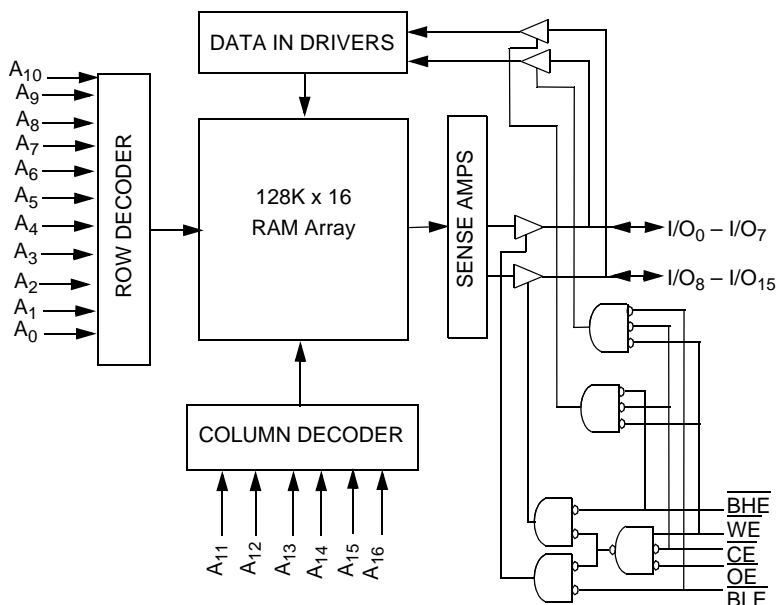 DATA IN DRIVERS
A10
A9
A8
A7
A6
A5
A4
A3
A2
A1
A0
ROW DECODER
128K x 16
RAM Array
SENSE AMPS
I/O0 – I/O7
I/O8 – I/O15
COLUMN DECODER
A11
A12
A13
A14
A15
A16
BHE
WE
CE
OE
BLE